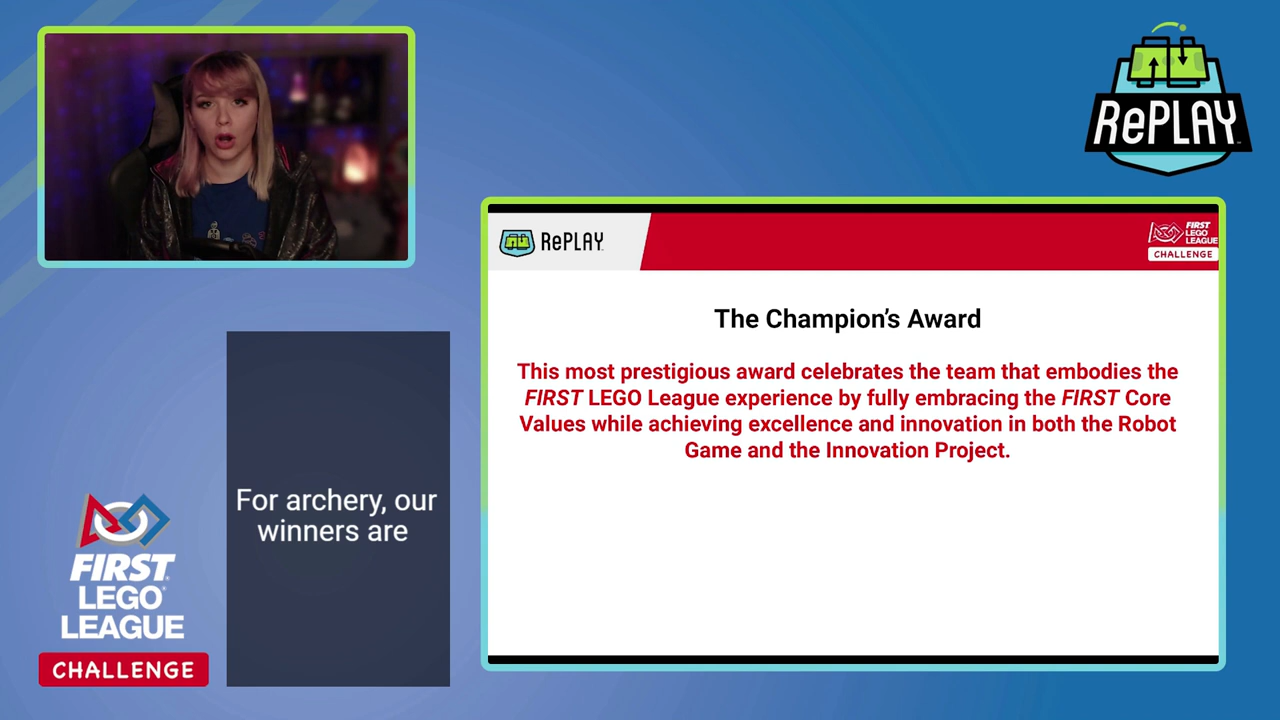 RePLAY
RePLAY
FIRST
LEGO
LEAGUE
CHALLENGE
The Champion's Award
This most prestigious award celebrates the team that embodies the
FIRST LEGO League experience by fully embracing the FIRST Core
Values while achieving excellence and innovation in both the Robot
Game and the Innovation Project.
For archery, our
winners are
FIRST
LEGO
LEAGUE
CHALLENGE